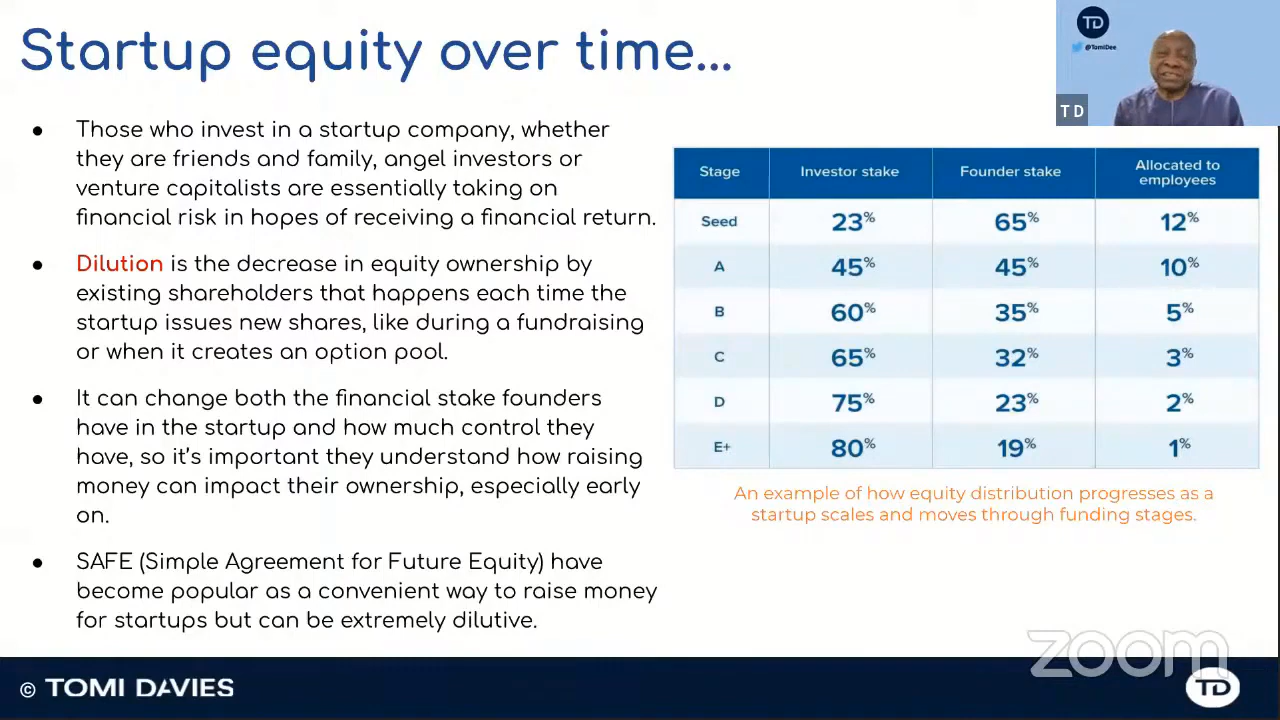 Startup equity over time...
TD
@TomiDee
T D
● Those who invest in a startup company, whether
they are friends and family, angel investors or
venture capitalists are essentially taking on
financial risk in hopes of receiving a financial return.
● Dilution is the decrease in equity ownership by
existing shareholders that happens each time the
startup issues new shares, like during a fundraising
or when it creates an option pool.
● It can change both the financial stake founders
have in the startup and how much control they
have, so it's important they understand how raising
money can impact their ownership, especially early
on.
● SAFE (Simple Agreement for Future Equity) have
become popular as a convenient way to raise money
for startups but can be extremely dilutive.
Stage Investor stake Founder stake Allocated to
employees
Seed 23% 65% 12%
A 45% 45% 10%
B 60% 35% 5%
C 65% 32% 3%
D 75% 23% 2%
E+ 80% 19% 1%
An example of how equity distribution progresses as a
startup scales and moves through funding stages.
zoom
© TOMI DAVIES
TD